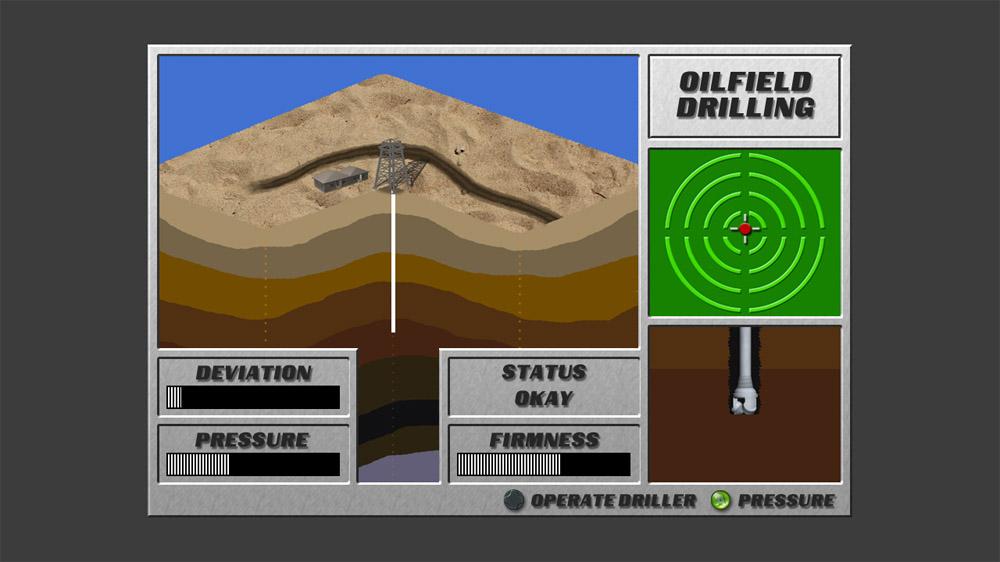 OILFIELD
DRILLING
DEVIATION
STATUS
OKAY
PRESSURE
FIRMNESS
OPERATE DRILLER
PRESSURE